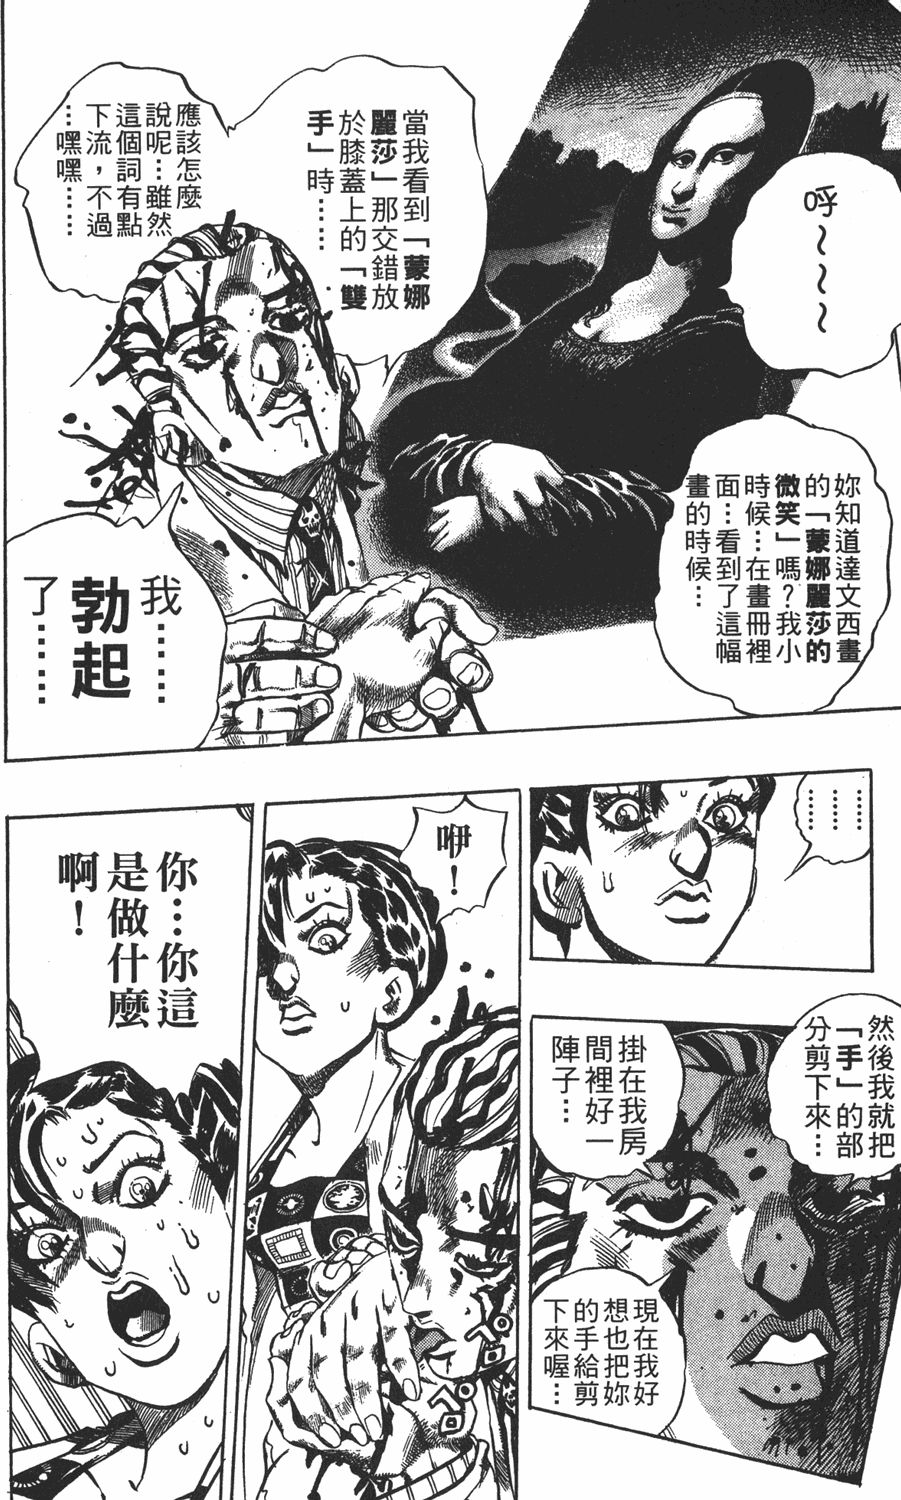 呼~~~
妳知道達文西畫
的「蒙娜麗莎的
微笑」嗎?我小
時候…在畫冊裡
面…看到了這幅
畫的時候…
當我看到「蒙娜
麗莎」那交錯放
於膝蓋上的「雙
手」時……
應該怎麼
說呢…雖然
這個詞有點
下流,不過
…嘿嘿……
我……
勃起
了……
………
………
然後我就把
「手」的部
分剪下來…
掛在我房
間裡好一
陣子…
現在我好
想也把妳
的手給剪
下來喔…
咿!
ペロ
ペロ
ペロ
你…你這
是做什麼
啊!